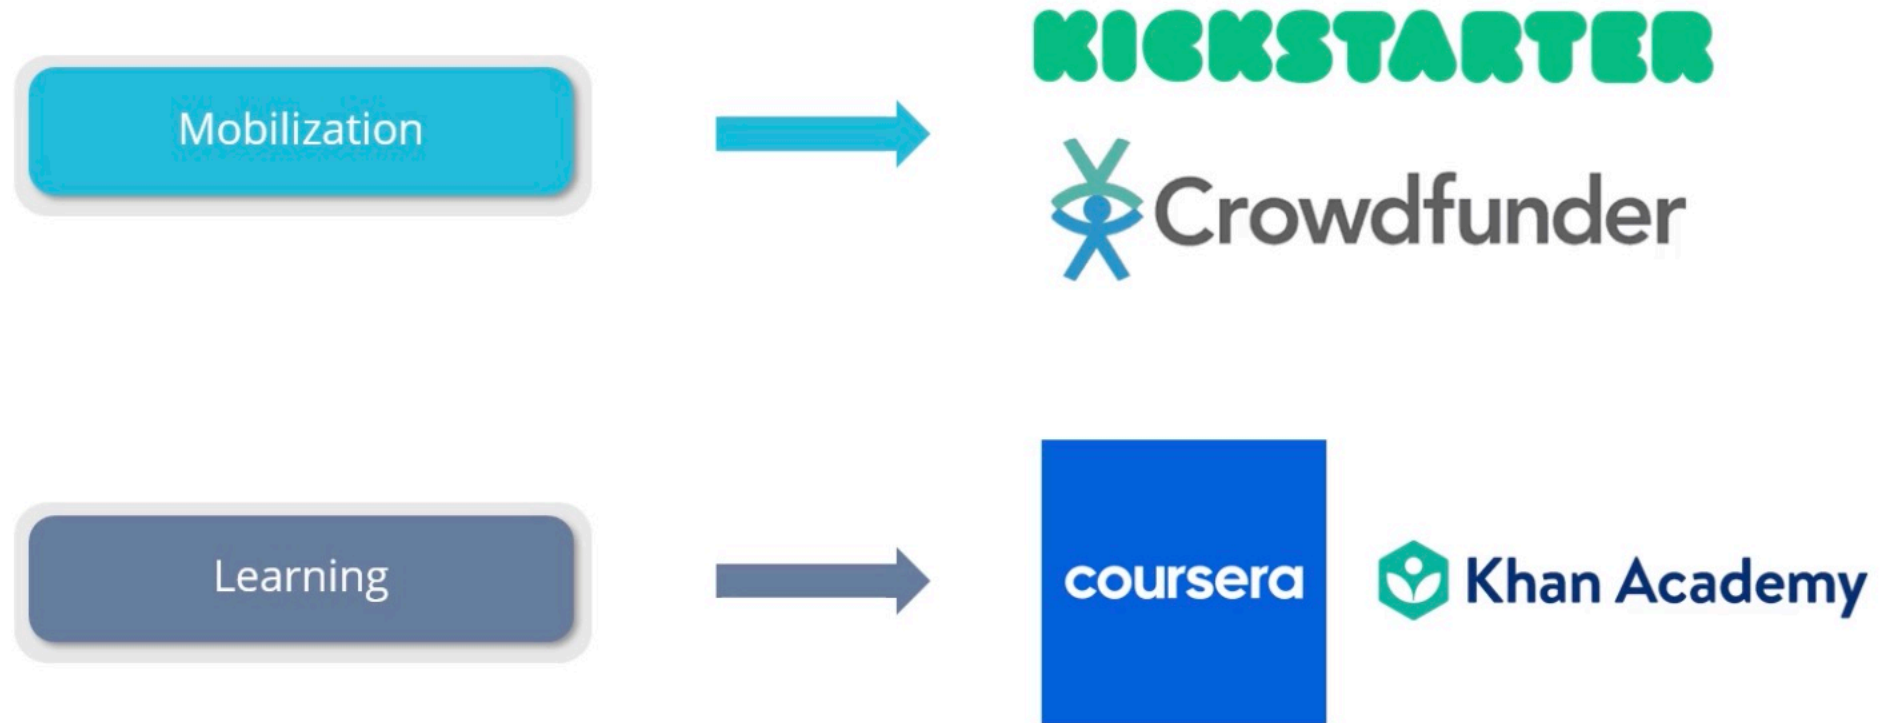 KICKSTARTER
Mobilization
Crowdfunder
Learning
coursera
Khan Academy